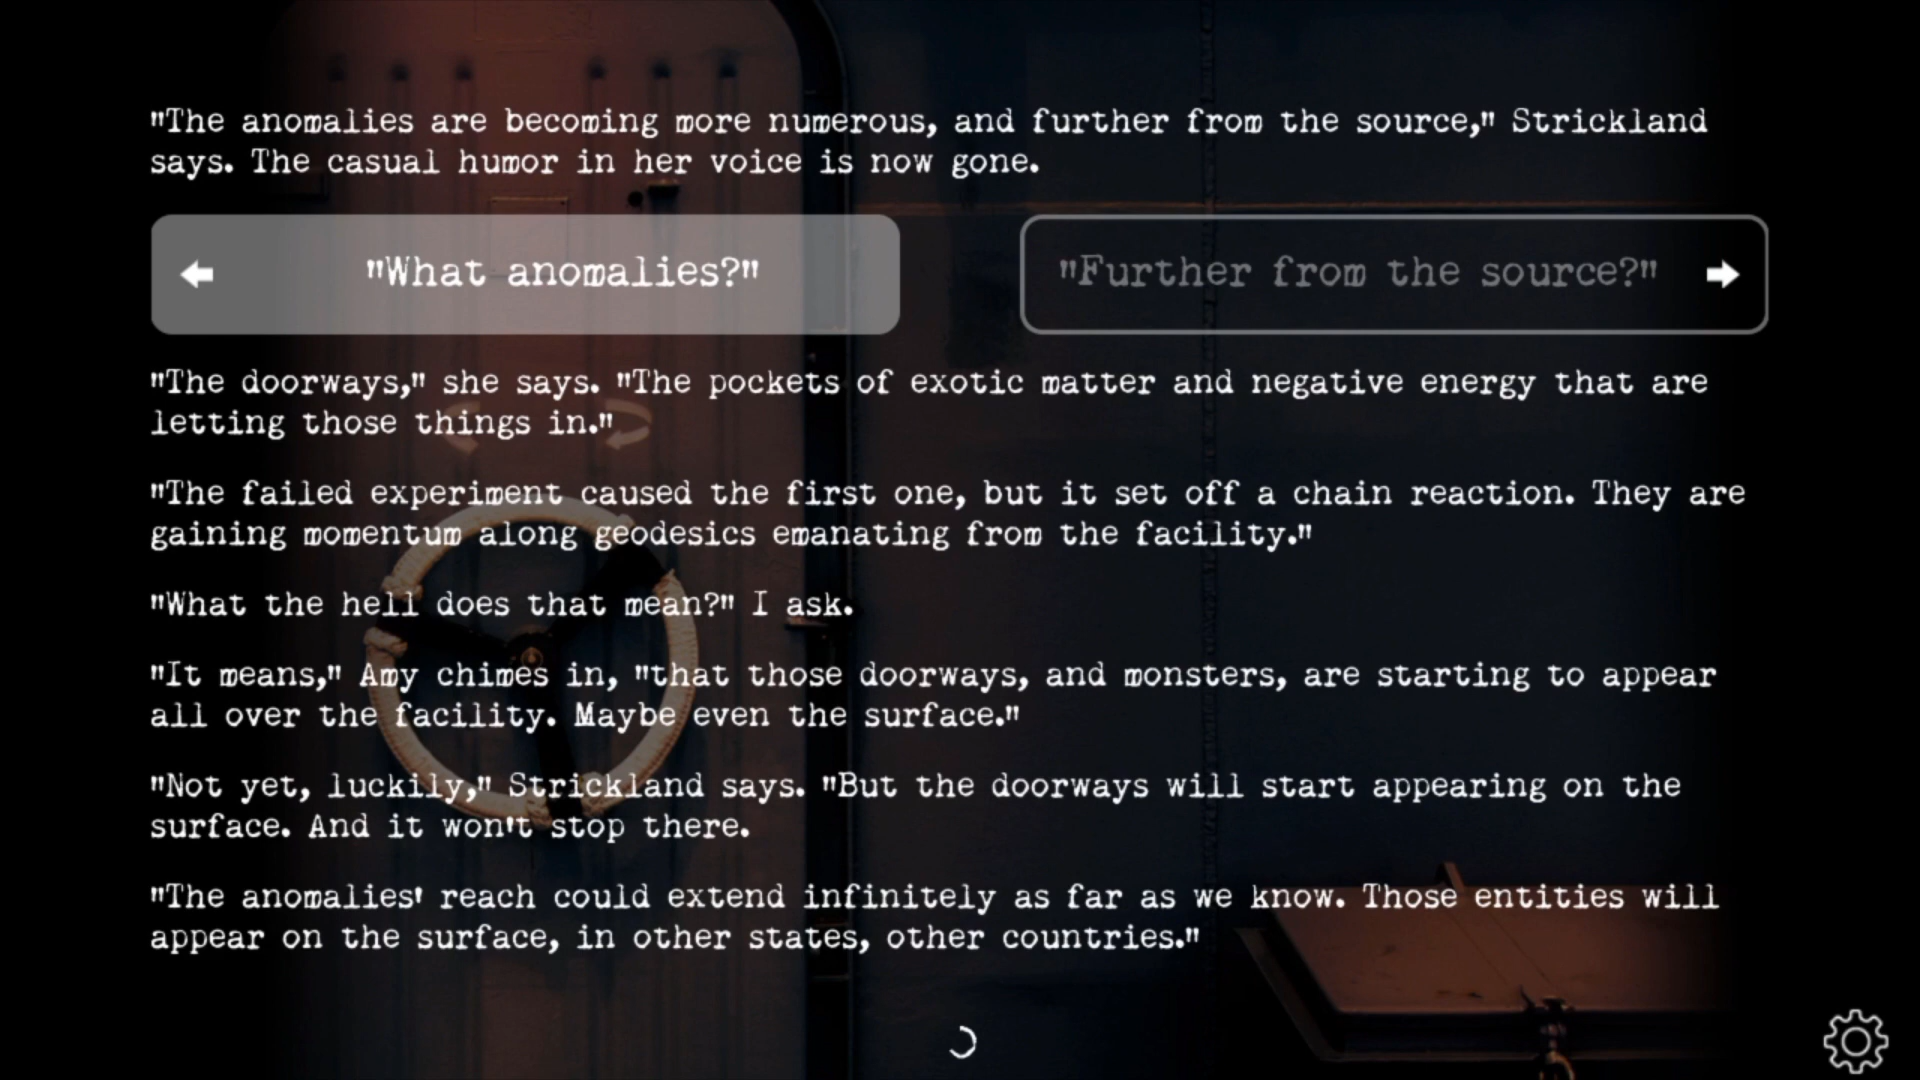 "The anomalies are becoming more numerous, and further from the source," Strickland
says. The casual humor in her voice is now gone.
"What anomalies?"
"Further from the source?"
"The doorways," she says. "The pockets of exotic matter and negative energy that are
letting those things in."
"The failed experiment caused the first one, but it set off a chain reaction. They are
gaining momentum along geodesics emanating from the facility."
"What the hell does that mean?" I ask.
"It means," Amy chimes in, "that those doorways, and monsters, are starting to appear
all over the facility. Maybe even the surface."
"Not yet, luckily," Strickland says. "But the doorways will start appearing on the
surface. And it won't stop there.
"The anomalies' reach could extend infinitely as far as we know. Those entities will
appear on the surface, in other states, other countries."